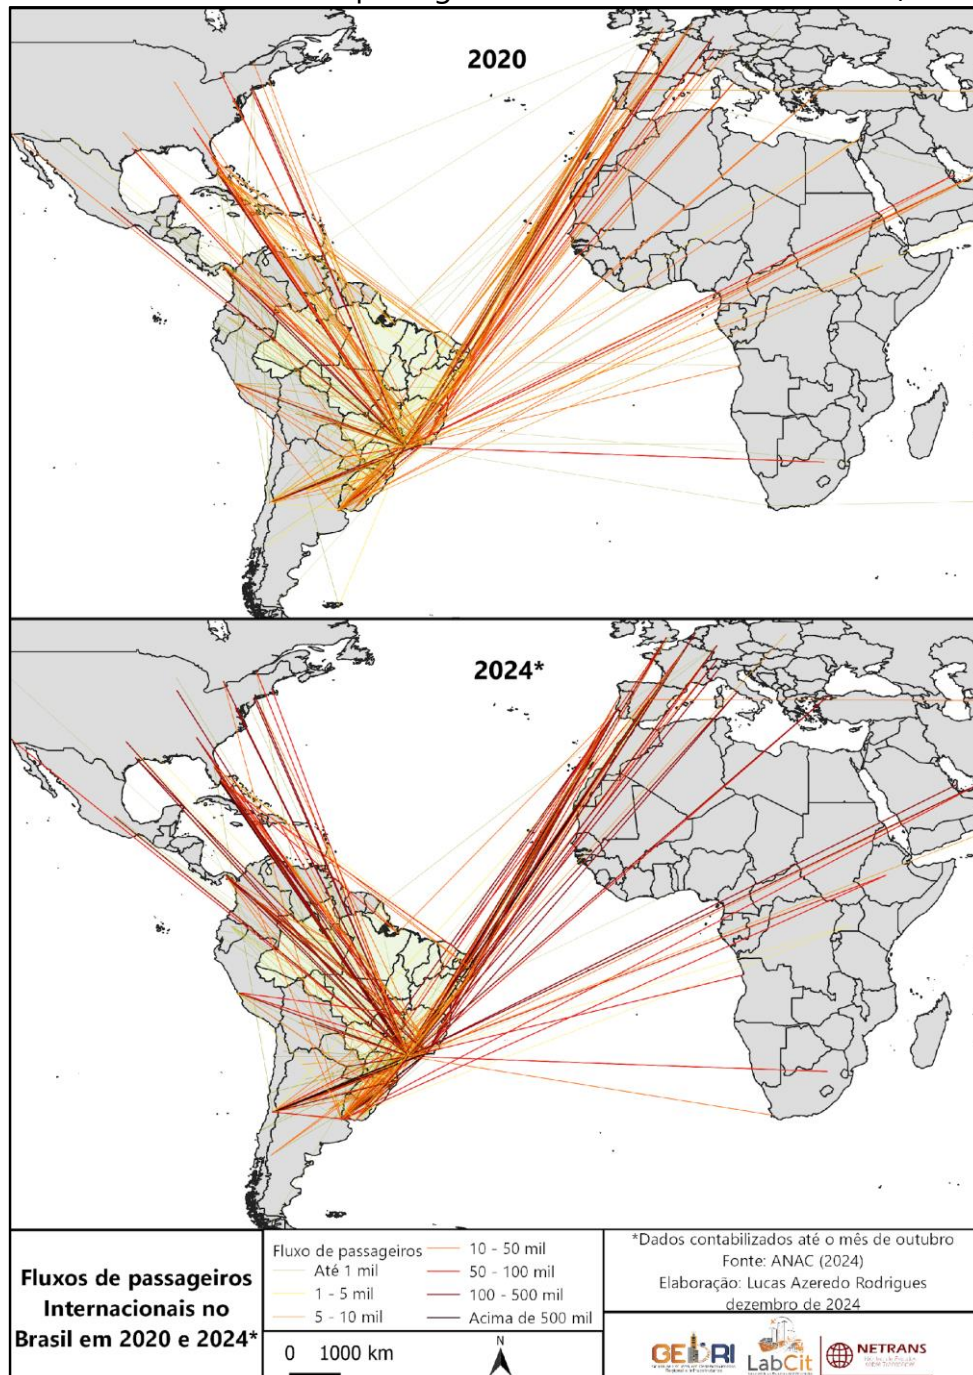 2020
2024*
Fluxos de passageiros
Internacionais no
Brasil em 2020 e 2024*
Fluxo de passageiros
Até 1 mil
1 - 5 mil
5 - 10 mil
10 - 50 mil
50 - 100 mil
100 - 500 mil
Acima de 500 mil
0 1000 km
N
*Dados contabilizados até o mês de outubro
Fonte: ANAC (2024)
Elaboração: Lucas Azeredo Rodrigues
dezembro de 2024
GEDRI
LabCit
NETRANS